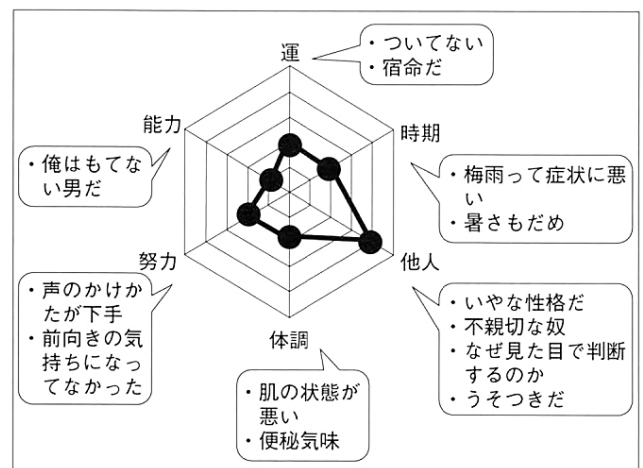 運
・ついてない
・宿命だ
能力
時期
・俺はもてな
い男だ
・梅雨って症状に悪
い
・暑さもだめ
努力
他人
・声のかけか
たが下手
・前向きの気
持ちになっ
てなかった
・いやな性格だ
・不親切な奴
・なぜ見た目で判断
するのか
・うそつきだ
体調
・肌の状態が
悪い
・便秘気味